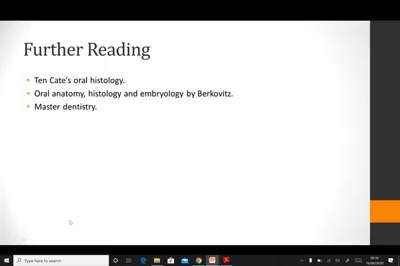 Further Reading
• Ten Cate's oral histology.
• Oral anatomy, histology and embryology by Berkovitz.
• Master dentistry.
Type here to search